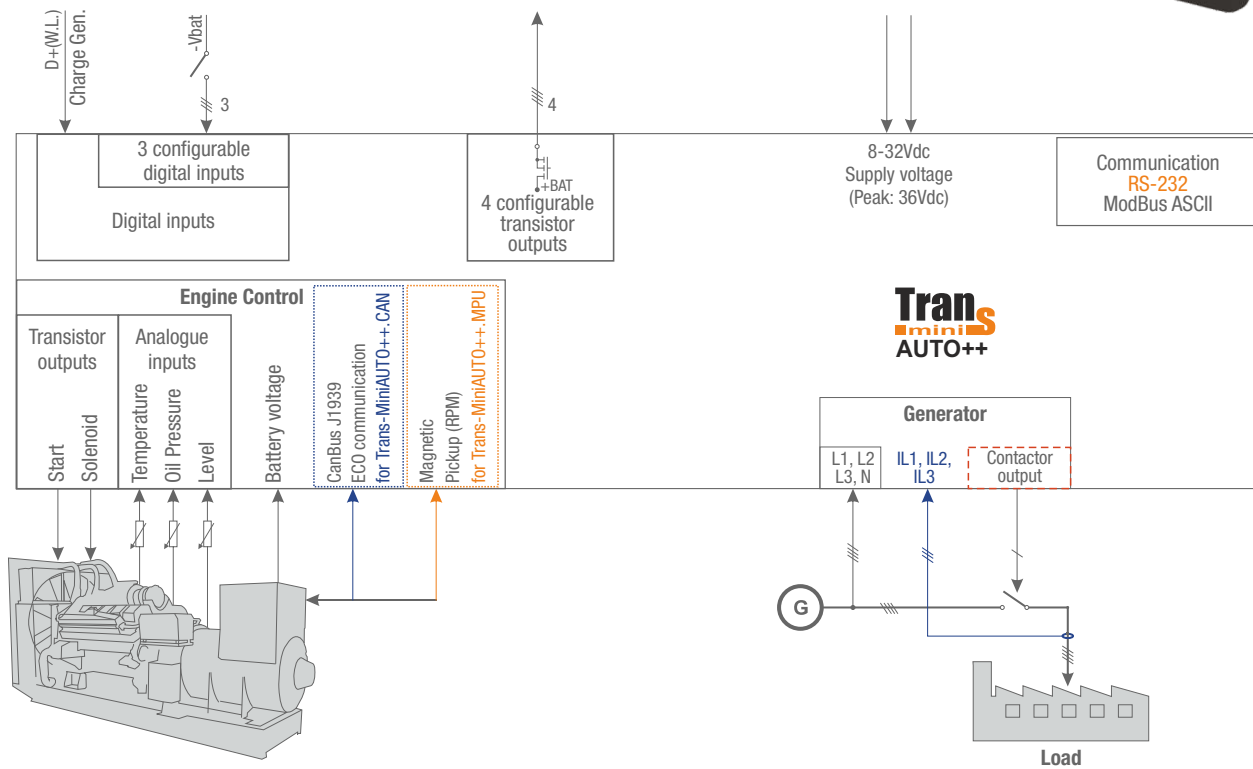 D+(W.L.)
Charge Gen.
-Vbat
3
4
3 configurable
digital inputs
Digital inputs
+BAT
4 configurable
transistor
outputs
8-32Vdc
Supply voltage
(Peak: 36Vdc)
Communication
RS-232
ModBus ASCII
Engine Control
Transistor
outputs
Start
Solenoid
Analogue
inputs
Temperature
Oil Pressure
Level
Battery voltage
CanBus J1939
ECO communication
for Trans-MiniAUTO++.CAN
Magnetic
Pickup (RPM)
for Trans-MiniAUTO++.MPU
Trans
mini
AUTO++
Generator
L1, L2
L3, N
IL1, IL2,
IL3
Contactor
output
G
Load